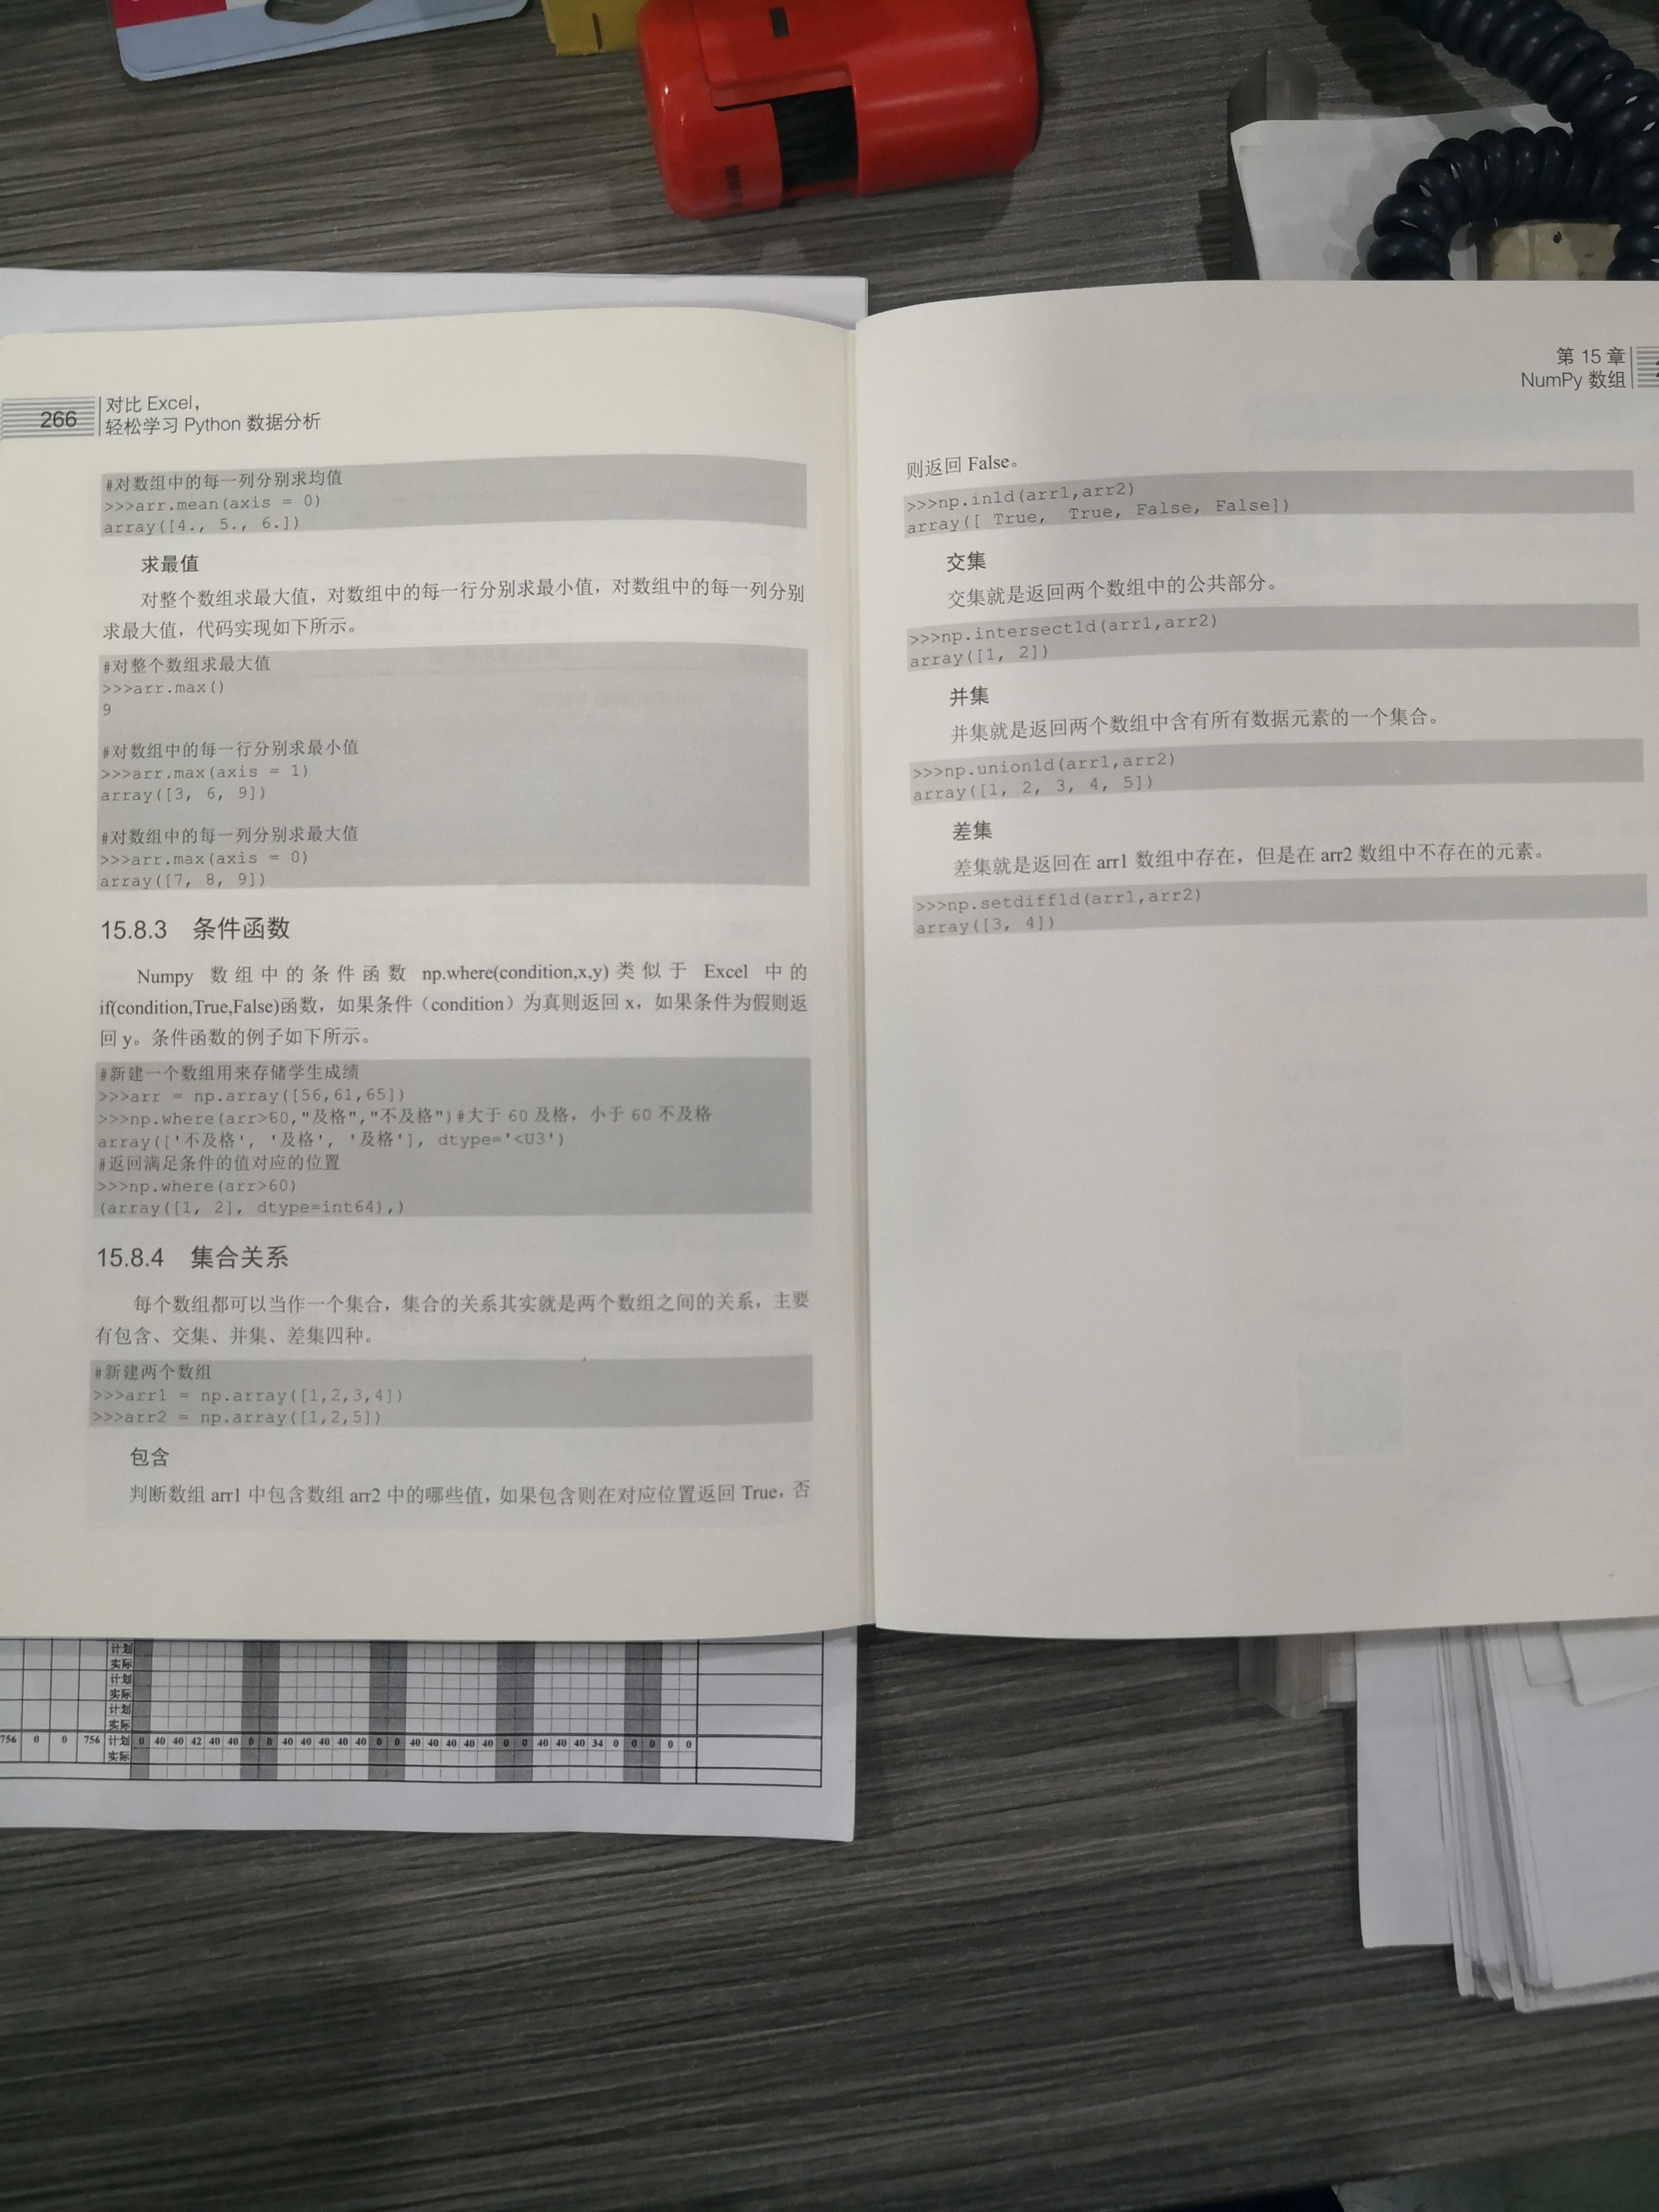 266
对比 Excel，
轻松学习 Python 数据分析
#对数组中的每一列分别求均值
>>>arr.mean(axis = 0)
array([4., 5., 6.])
求最值
对整个数组求最大值，对数组中的每一行分别求最小值，对数组中的每一列分别
求最大值，代码实现如下所示。
#对整个数组求最大值
>>>arr.max()
9
#对数组中的每一行分别求最小值
>>>arr.max(axis = 1)
array([3, 6, 9])
#对数组中的每一列分别求最大值
>>>arr.max(axis = 0)
array([7, 8, 9])
15.8.3 条件函数
Numpy 数组中的条件函数 np.where(condition,x,y)类似于 Excel 中的
if(condition,True,False)函数，如果条件（condition）为真则返回 x，如果条件为假则返
回 y。条件函数的例子如下所示。
#新建一个数组用来存储学生成绩
>>>arr = np.array([56,61,65])
>>>np.where(arr>60,"及格","不及格")#大于 60 及格，小于 60 不及格
array(['不及格', '及格', '及格'], dtype='<U3')
#返回满足条件的值对应的位置
>>>np.where(arr>60)
(array([1, 2], dtype=int64),)
15.8.4 集合关系
每个数组都可以当作一个集合，集合的关系其实就是两个数组之间的关系，主要
有包含、交集、并集、差集四种。
#新建两个数组
>>>arr1 = np.array([1,2,3,4])
>>>arr2 = np.array([1,2,5])
包含
判断数组 arr1 中包含数组 arr2 中的哪些值，如果包含则在对应位置返回 True，否
第 15 章
NumPy 数组
则返回 False。
>>>np.in1d(arr1,arr2)
array([ True,  True, False, False])
交集
交集就是返回两个数组中的公共部分。
>>>np.intersect1d(arr1,arr2)
array([1, 2])
并集
并集就是返回两个数组中含有所有数据元素的一个集合。
>>>np.union1d(arr1,arr2)
array([1, 2, 3, 4, 5])
差集
差集就是返回在 arr1 数组中存在，但是在 arr2 数组中不存在的元素。
>>>np.setdiff1d(arr1,arr2)
array([3, 4])
计划
实际
计划
实际
计划
实际
756 0 0 756 计划 0 40 40 42 40 40 0 0 40 40 40 40 40 0 0 40 40 40 40 40 0 0 40 40 40 34 0 0 0 0 0
实际